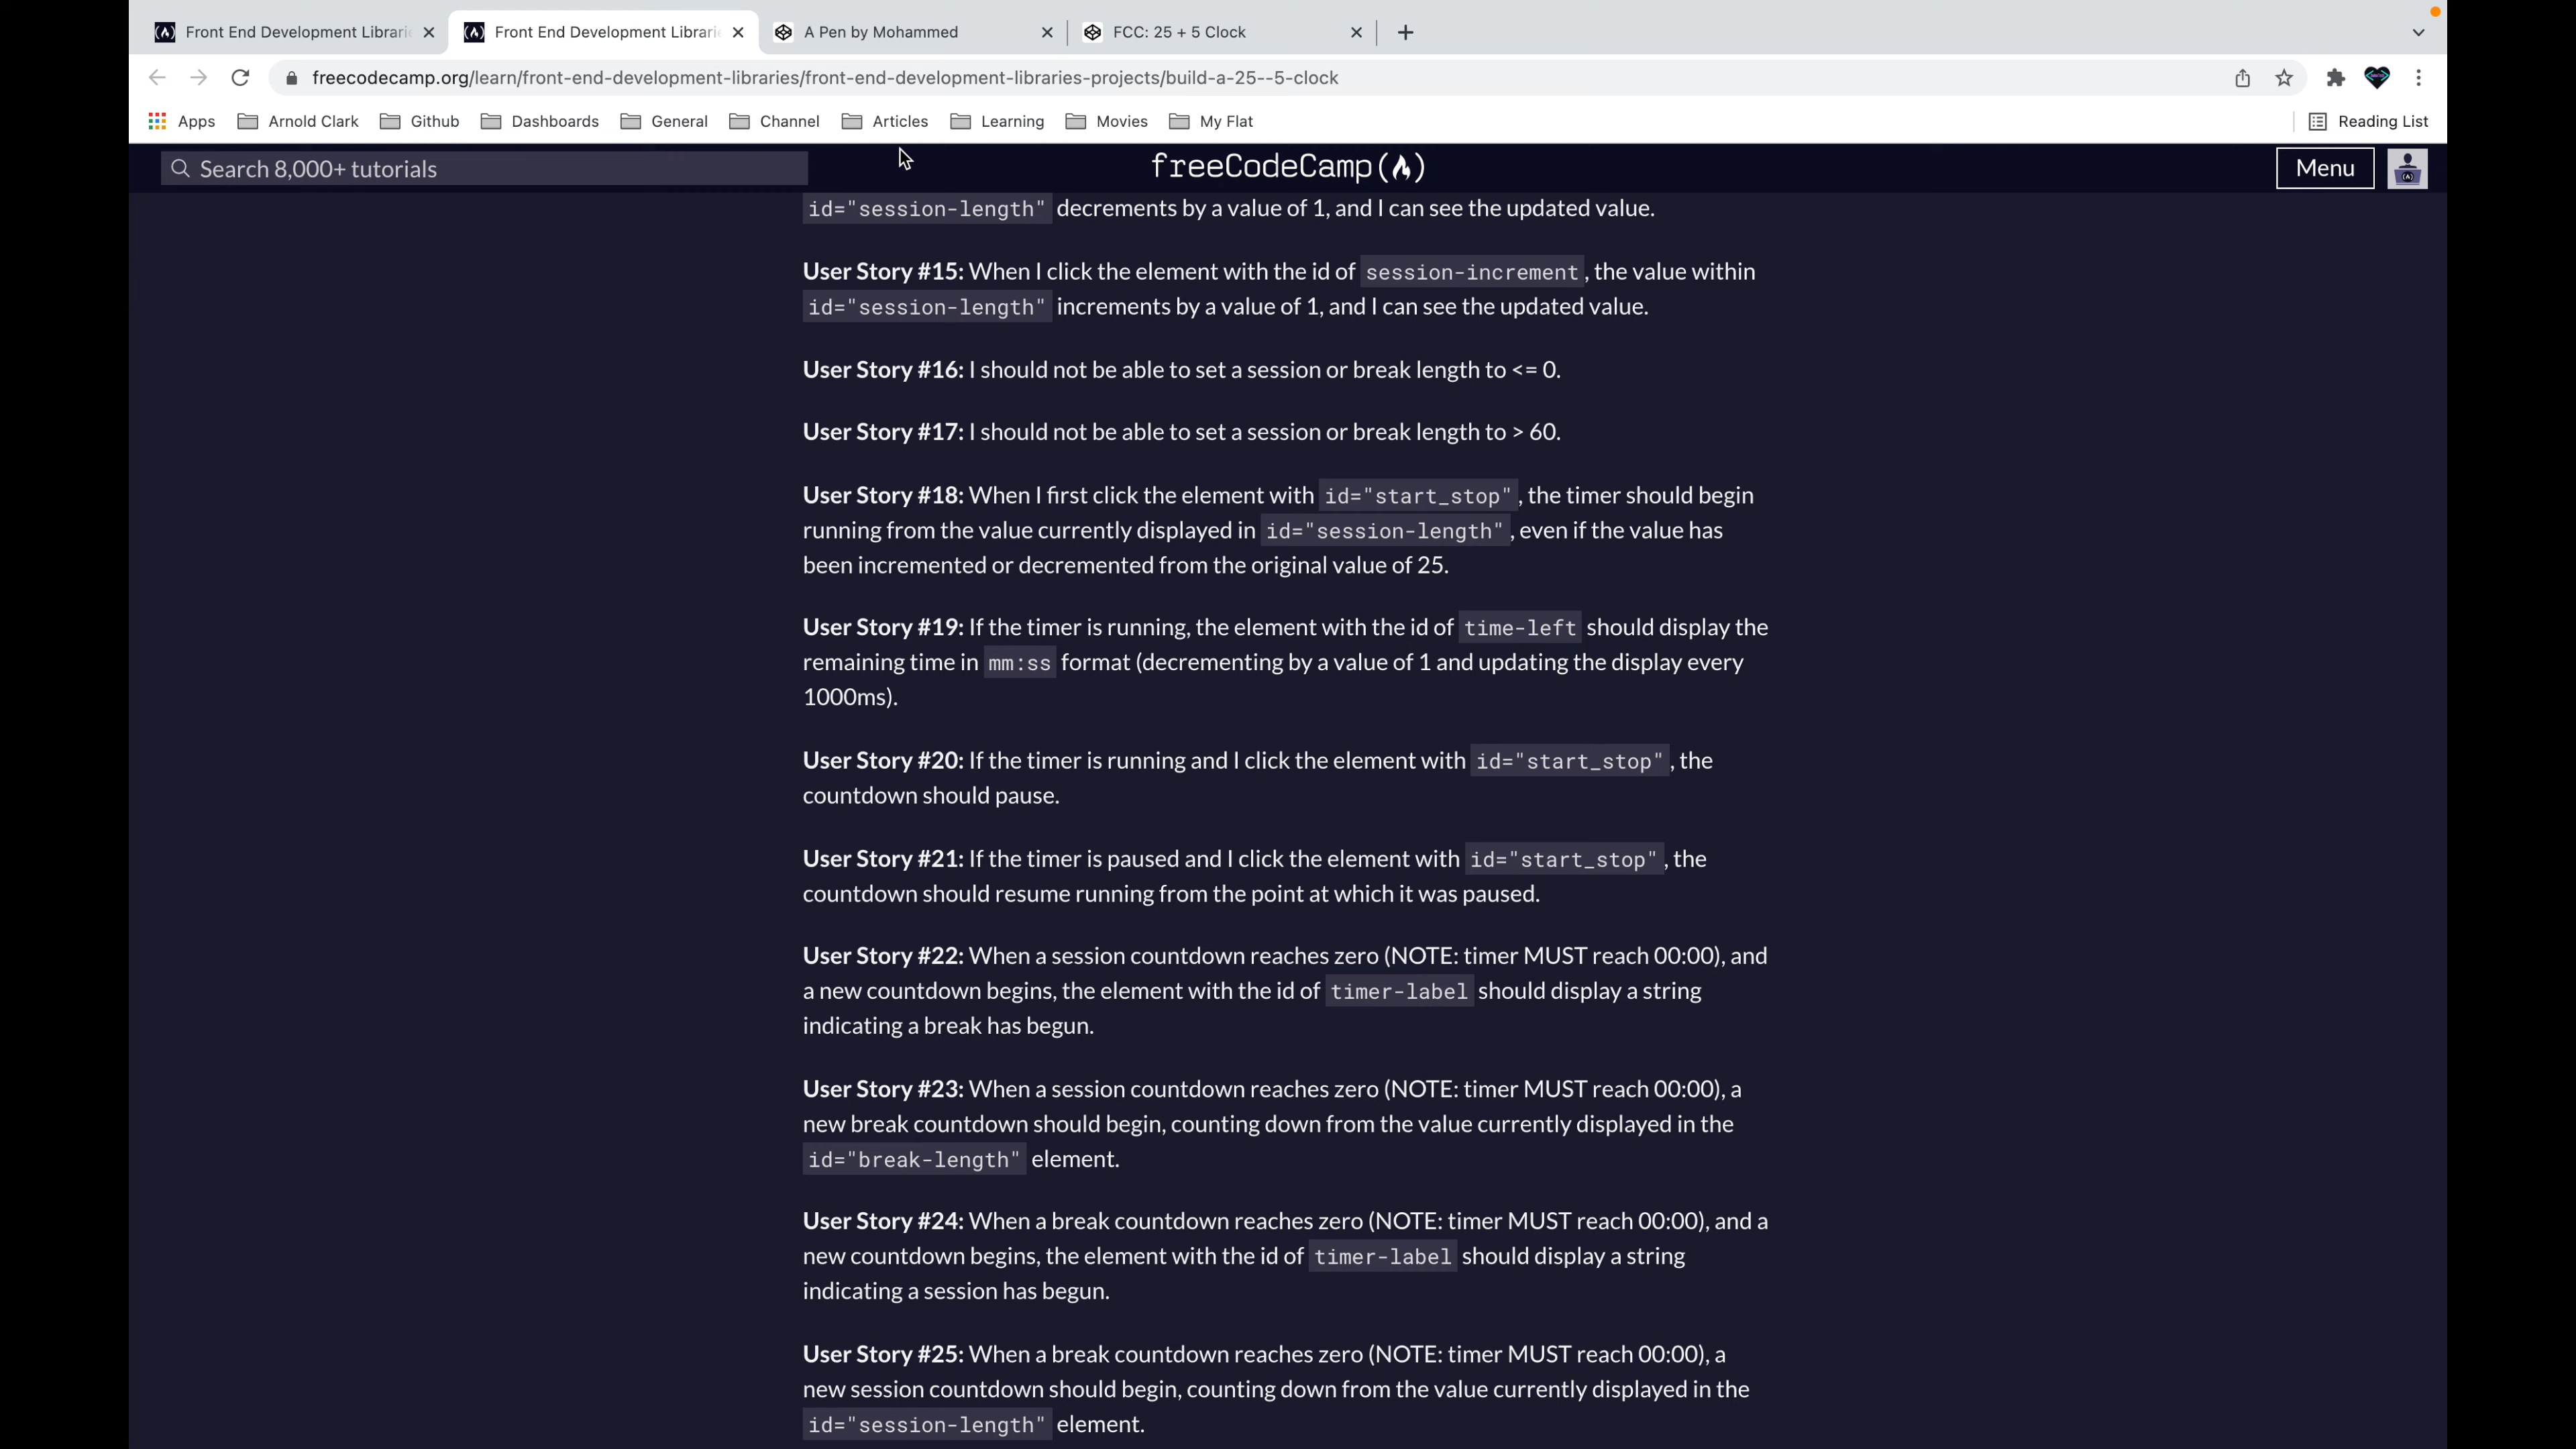 Front End Development Librarie
Front End Development Librarie
A Pen by Mohammed
FCC: 25 + 5 Clock
freecodecamp.org/learn/front-end-development-libraries/front-end-development-libraries-projects/build-a-25--5-clock
Apps
Arnold Clark
Github
Dashboards
General
Channel
Articles
Learning
Movies
My Flat
Reading List
Search 8,000+ tutorials
freeCodeCamp
Menu
id="session-length" decrements by a value of 1, and I can see the updated value.
User Story #15: When I click the element with the id of session-increment, the value within
id="session-length" increments by a value of 1, and I can see the updated value.
User Story #16: I should not be able to set a session or break length to <= 0.
User Story #17: I should not be able to set a session or break length to > 60.
User Story #18: When I first click the element with id="start_stop", the timer should begin
running from the value currently displayed in id="session-length", even if the value has
been incremented or decremented from the original value of 25.
User Story #19: If the timer is running, the element with the id of time-left should display the
remaining time in mm:ss format (decrementing by a value of 1 and updating the display every
1000ms).
User Story #20: If the timer is running and I click the element with id="start_stop", the
countdown should pause.
User Story #21: If the timer is paused and I click the element with id="start_stop", the
countdown should resume running from the point at which it was paused.
User Story #22: When a session countdown reaches zero (NOTE: timer MUST reach 00:00), and
a new countdown begins, the element with the id of timer-label should display a string
indicating a break has begun.
User Story #23: When a session countdown reaches zero (NOTE: timer MUST reach 00:00), a
new break countdown should begin, counting down from the value currently displayed in the
id="break-length" element.
User Story #24: When a break countdown reaches zero (NOTE: timer MUST reach 00:00), and a
new countdown begins, the element with the id of timer-label should display a string
indicating a session has begun.
User Story #25: When a break countdown reaches zero (NOTE: timer MUST reach 00:00), a
new session countdown should begin, counting down from the value currently displayed in the
id="session-length" element.